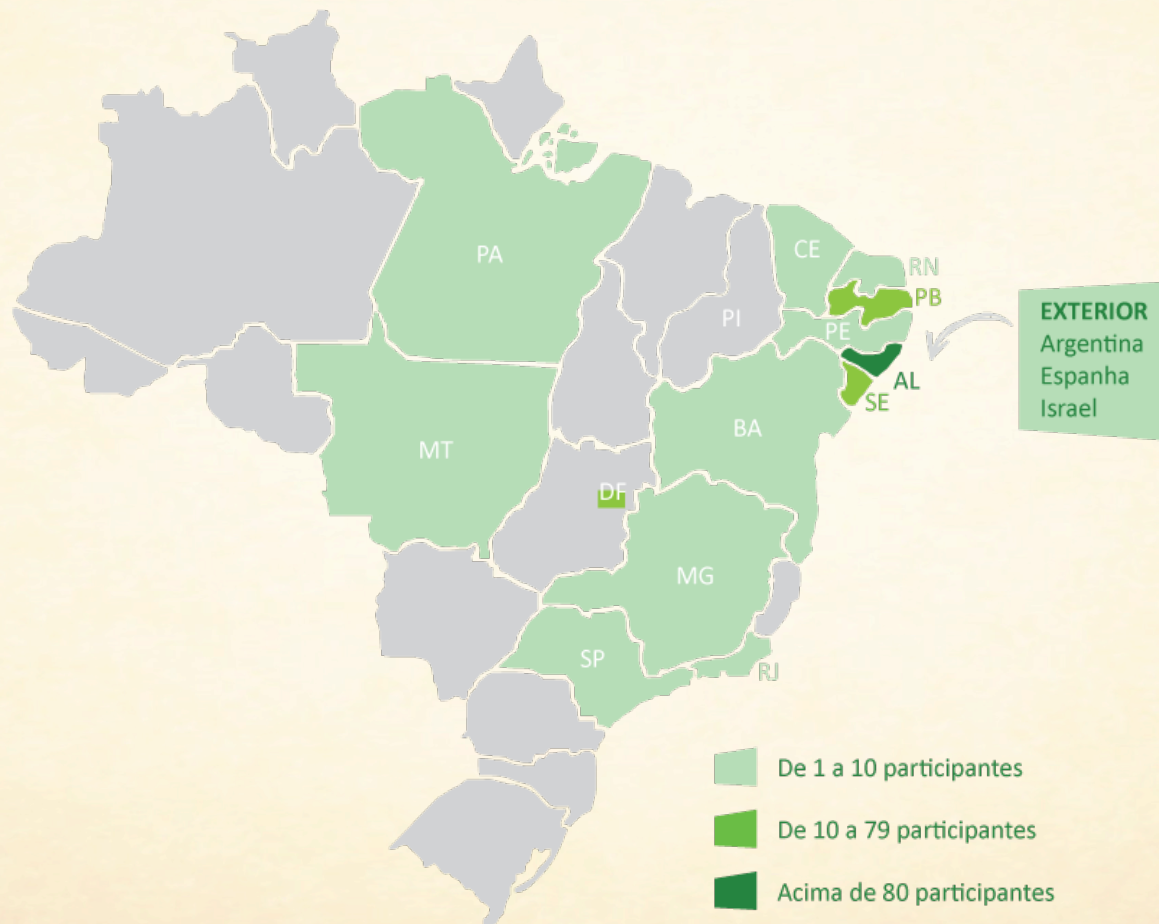 PA
CE
RN
PB
PI
PE
AL
SE
BA
MT
DF
MG
SP
RJ
EXTERIOR
Argentina
Espanha
Israel
De 1 a 10 participantes
De 10 a 79 participantes
Acima de 80 participantes